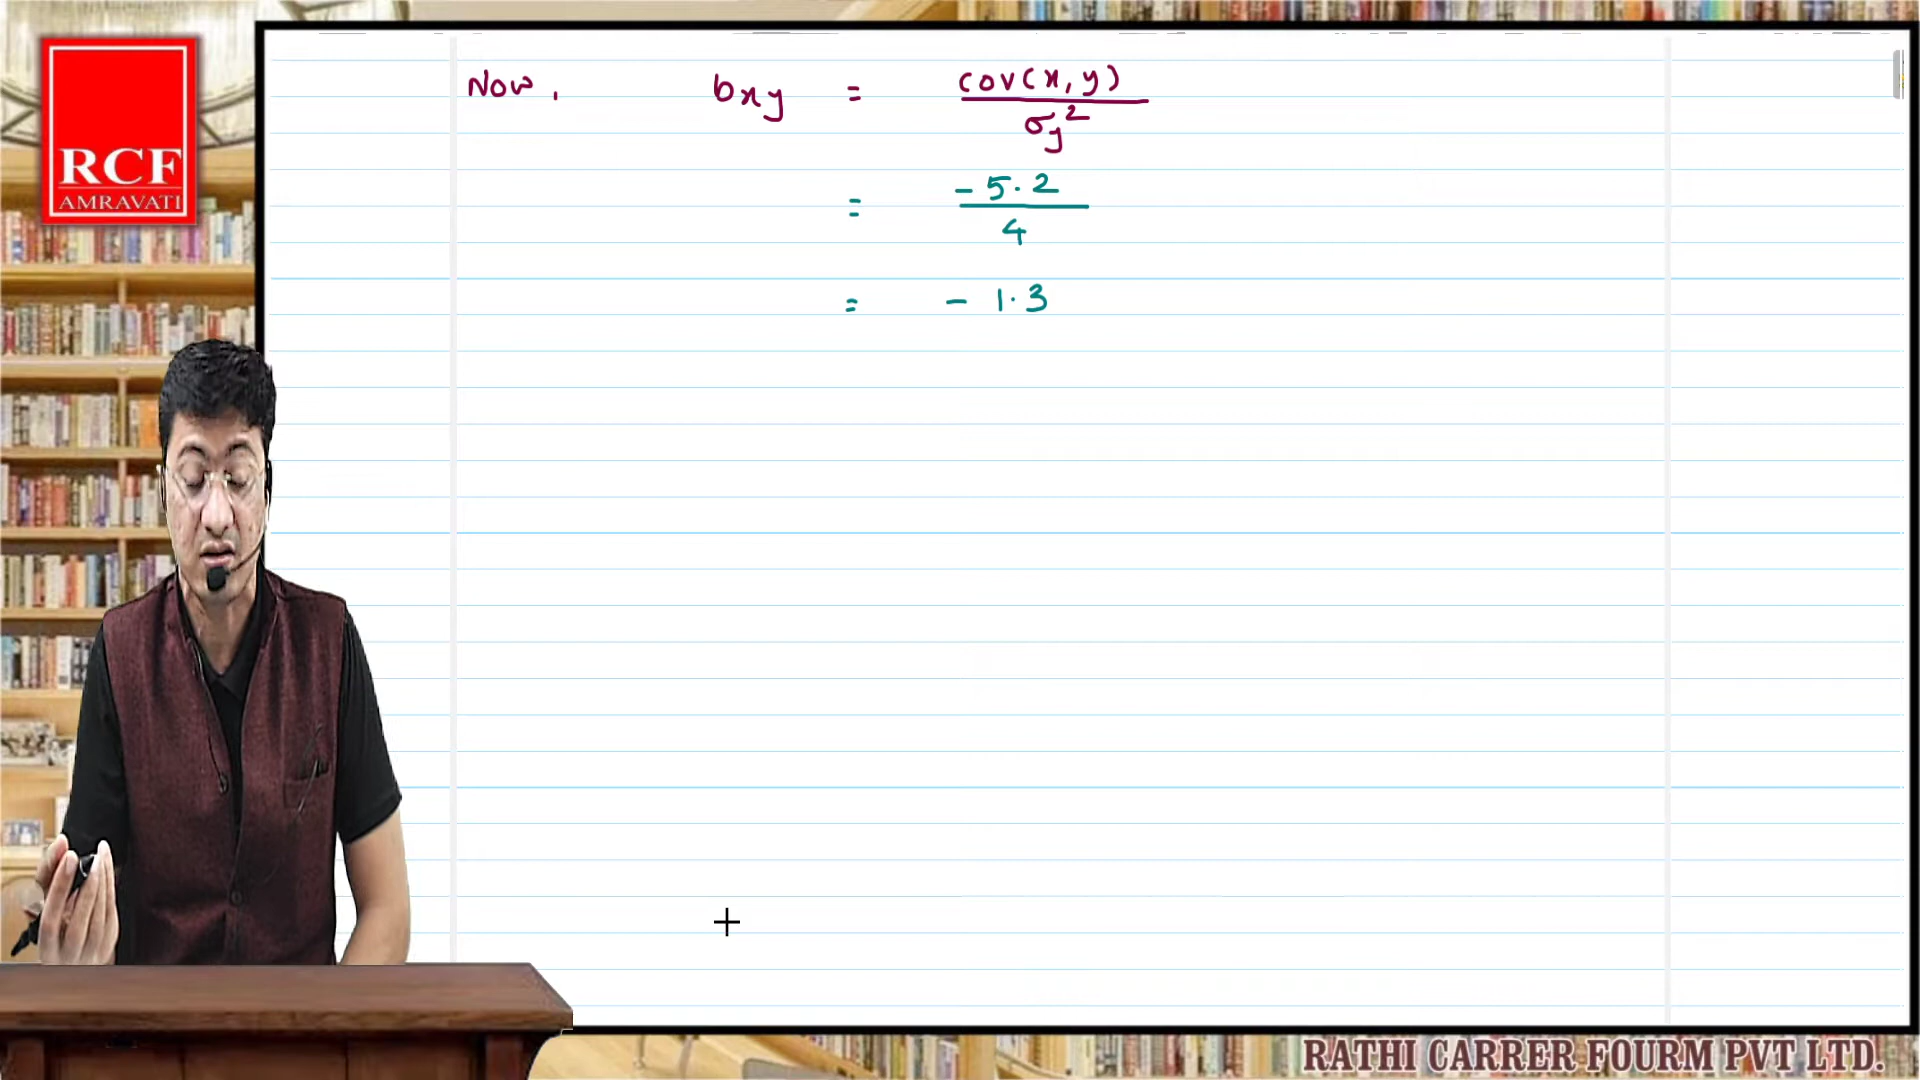 RCF
AMRAVATI
Now, bxy = cov(x,y) / σy²
= -5.2 / 4
= - 1.3
RATHI CARRER FOURM PVT LTD.